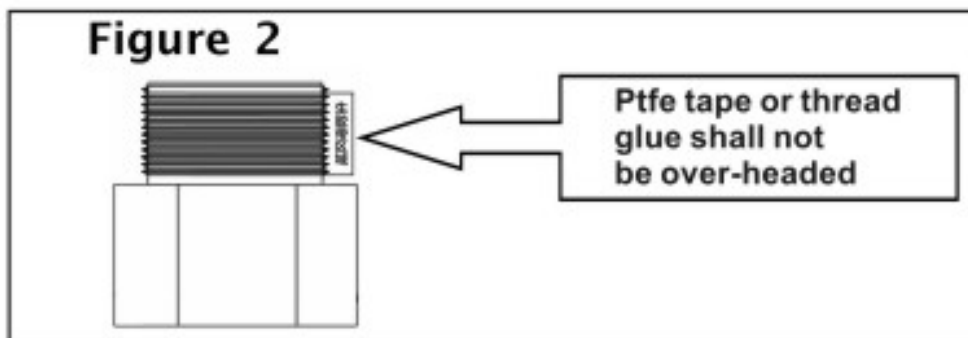 Figure 2
Ptfe tape or thread
glue shall not
be over-headed